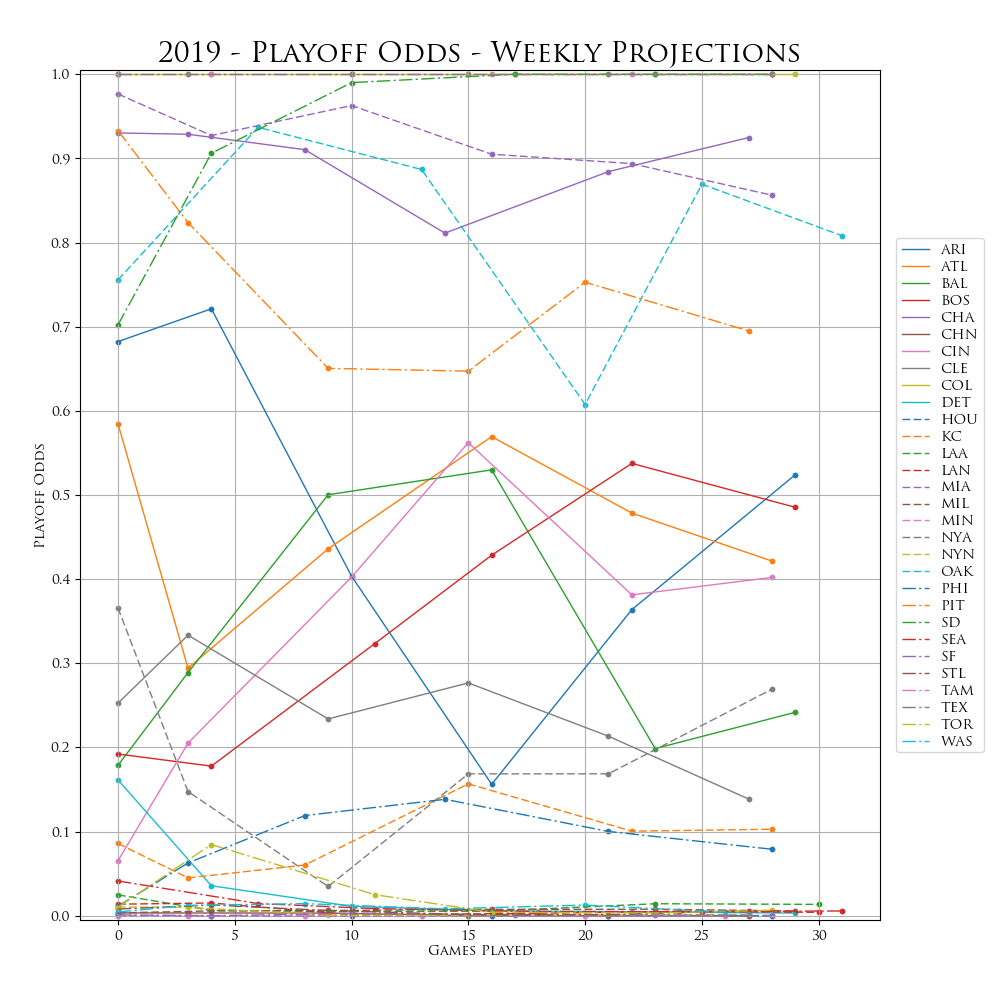 2019 - Playoff Odds - Weekly Projections
1.0
0.9
0.8
0.7
0.6
0.5
0.4
0.3
0.2
0.1
0.0
Playoff Odds
0 5 10 15 20 25 30
Games Played
ARI
ATL
BAL
BOS
CHA
CHN
CIN
CLE
COL
DET
HOU
KC
LAA
LAN
MIA
MIL
MIN
NYA
NYN
OAK
PHI
PIT
SD
SEA
SF
STL
TAM
TEX
TOR
WAS